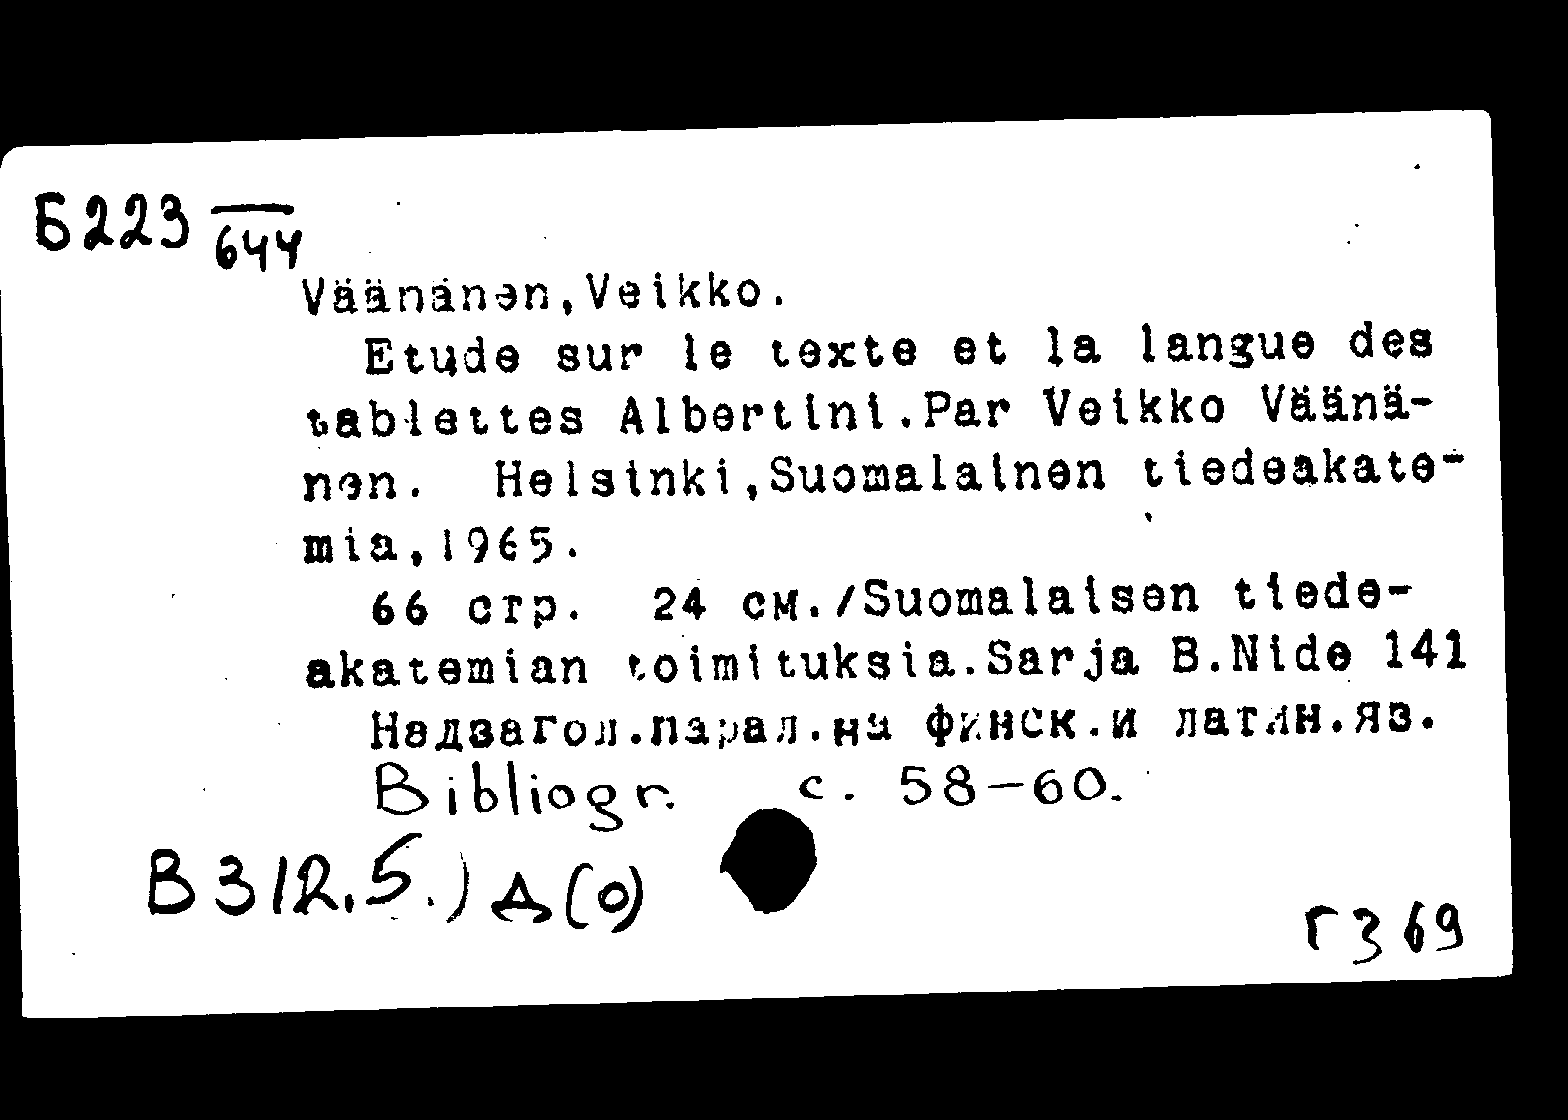 Б223 644
Väänänen,Veikko.
Etude sur le texte et la langue des
tablettes Albertini.Par Veikko Väänä-
nen. Helsinki,Suomalainen tiedeakate-
mia,1965.
66 стр. 24 см./Suomalaisen tiede-
akatemian toimituksia.Sarja B.Nide 141
Надзагол.парал.на финск.и латин.яз.
Bibliogr. с. 58-60.
В31R.5.) Д(о)
Г369